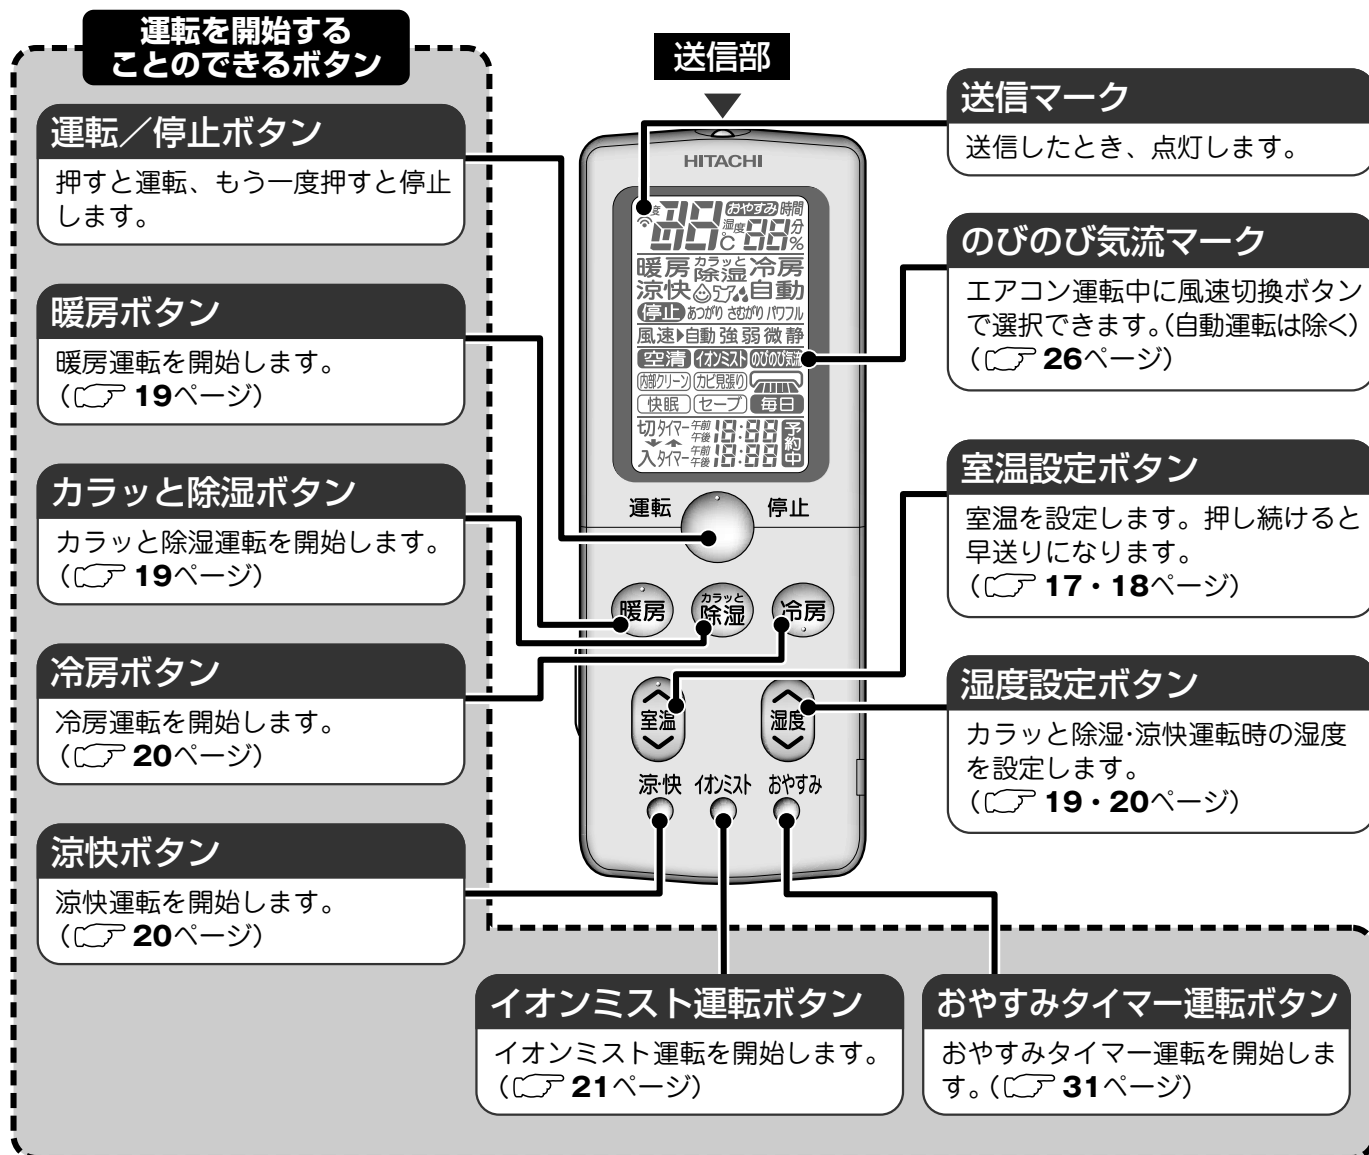 運転を開始する
ことのできるボタン
運転／停止ボタン
押すと運転、もう一度押すと停止
します。
暖房ボタン
暖房運転を開始します。
(☞ 19ページ)
カラッと除湿ボタン
カラッと除湿運転を開始します。
(☞ 19ページ)
冷房ボタン
冷房運転を開始します。
(☞ 20ページ)
涼快ボタン
涼快運転を開始します。
(☞ 20ページ)
送信部
HITACHI
おやすみ 時間
温度 88℃ 湿度 88 分 %
暖房 カラッと除湿 冷房
涼快 自動
停止 あつがり さむがり パワフル
風速▶自動 強 弱 微 静
空清 イオンミスト のびのび気流
内部クリーン カビ見張り
快眠 セーブ 毎日
切タイマー 午前 午後 18:88 予約中
入タイマー 午前 午後 18:88
運転 停止
暖房 カラッと除湿 冷房
室温 湿度
涼・快 イオンミスト おやすみ
送信マーク
送信したとき、点灯します。
のびのび気流マーク
エアコン運転中に風速切換ボタン
で選択できます。(自動運転は除く)
(☞ 26ページ)
室温設定ボタン
室温を設定します。押し続けると
早送りになります。
(☞ 17・18ページ)
湿度設定ボタン
カラッと除湿・涼快運転時の湿度
を設定します。
(☞ 19・20ページ)
イオンミスト運転ボタン
イオンミスト運転を開始します。
(☞ 21ページ)
おやすみタイマー運転ボタン
おやすみタイマー運転を開始しま
す。(☞ 31ページ)